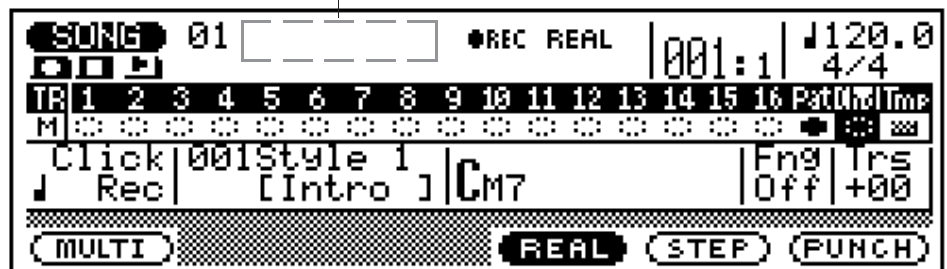 SONG 01 ●REC REAL 001:1 ♩120.0
4/4
TR 1 2 3 4 5 6 7 8 9 10 11 12 13 14 15 16 Pat Chd Tmp
M
Click 001Style 1 CM7 Fng Trs
♩ Rec [Intro ] Off +00
MULTI REAL STEP PUNCH